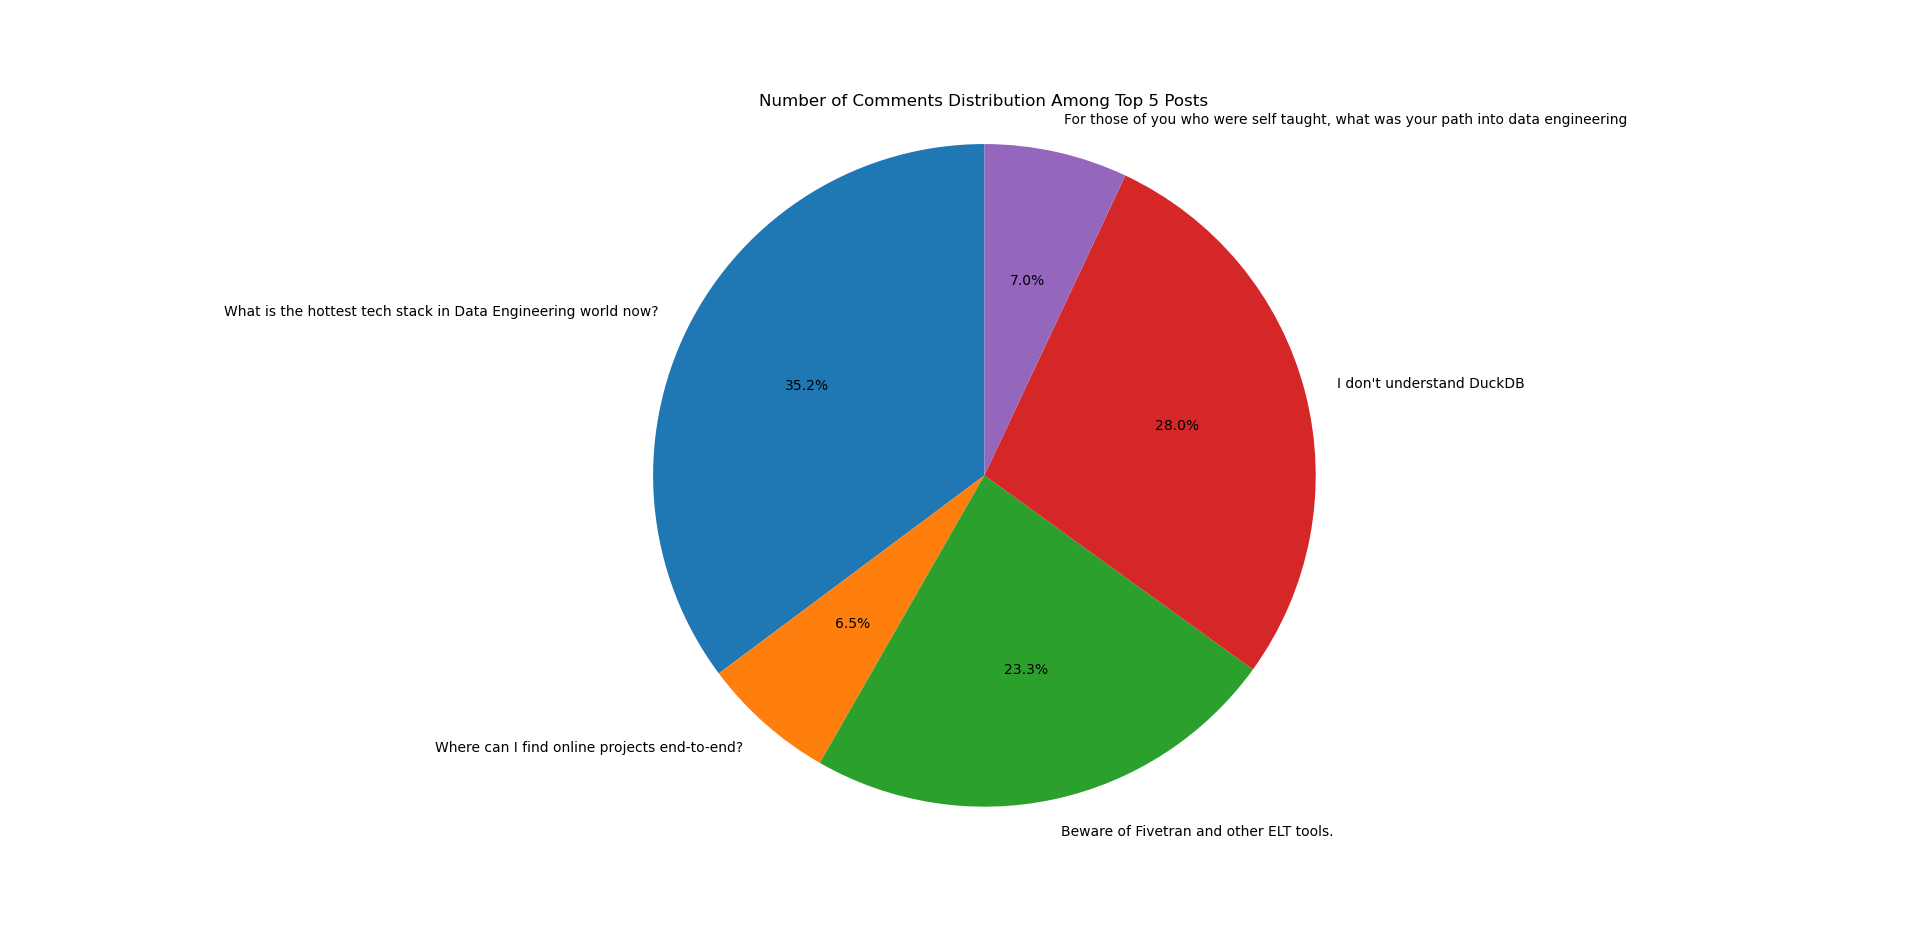 Number of Comments Distribution Among Top 5 Posts
For those of you who were self taught, what was your path into data engineering
7.0%
What is the hottest tech stack in Data Engineering world now?
35.2%
I don't understand DuckDB
28.0%
6.5%
23.3%
Where can I find online projects end-to-end?
Beware of Fivetran and other ELT tools.